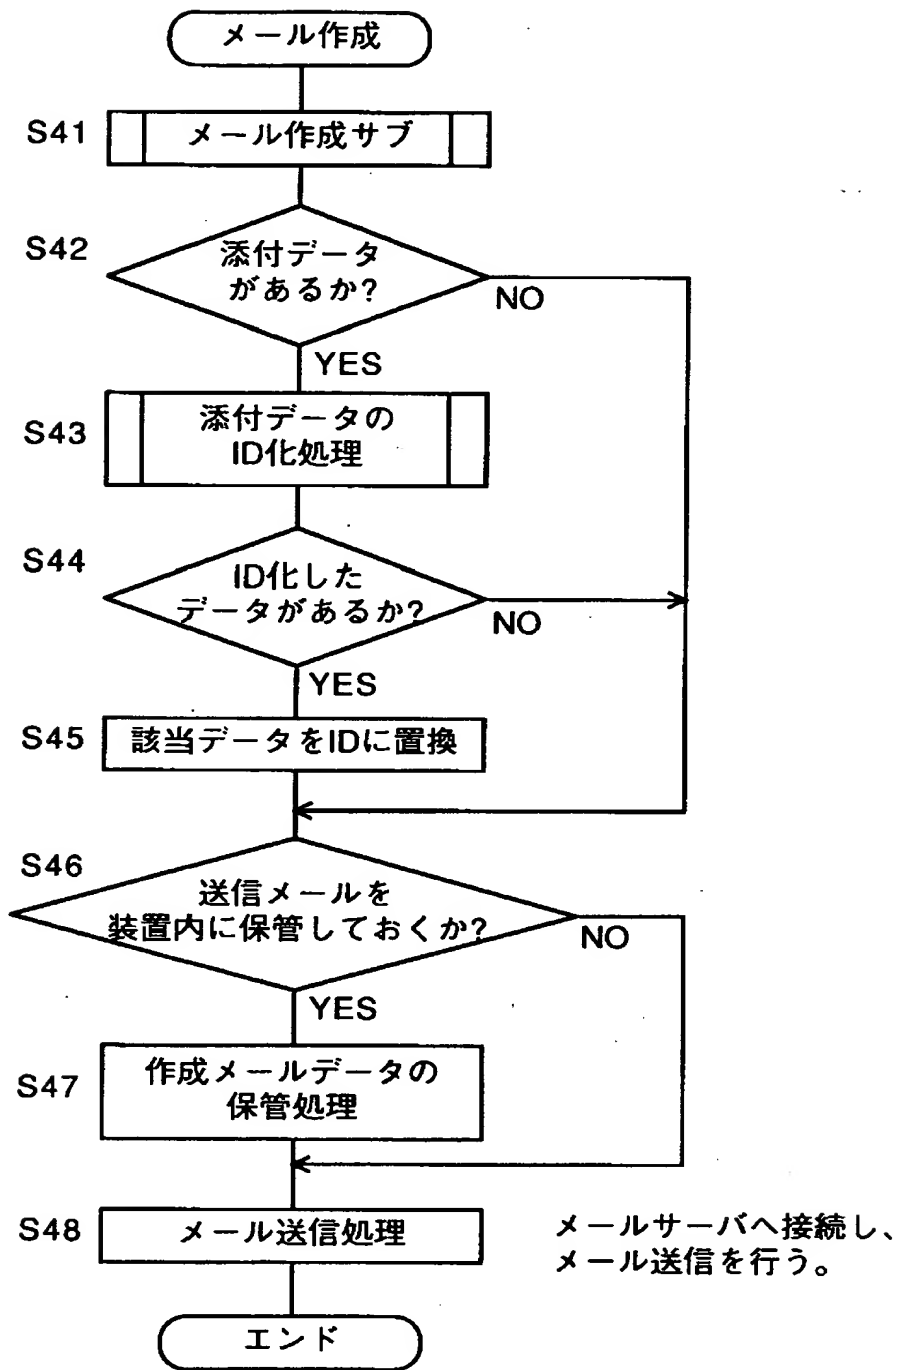 メール作成
S41
メール作成サブ
S42
添付データ
があるか?
NO
YES
S43
添付データの
ID化処理
S44
ID化した
データがあるか?
NO
YES
S45
該当データをIDに置換
S46
送信メールを
装置内に保管しておくか?
NO
YES
S47
作成メールデータの
保管処理
S48
メール送信処理
メールサーバへ接続し、
メール送信を行う。
エンド